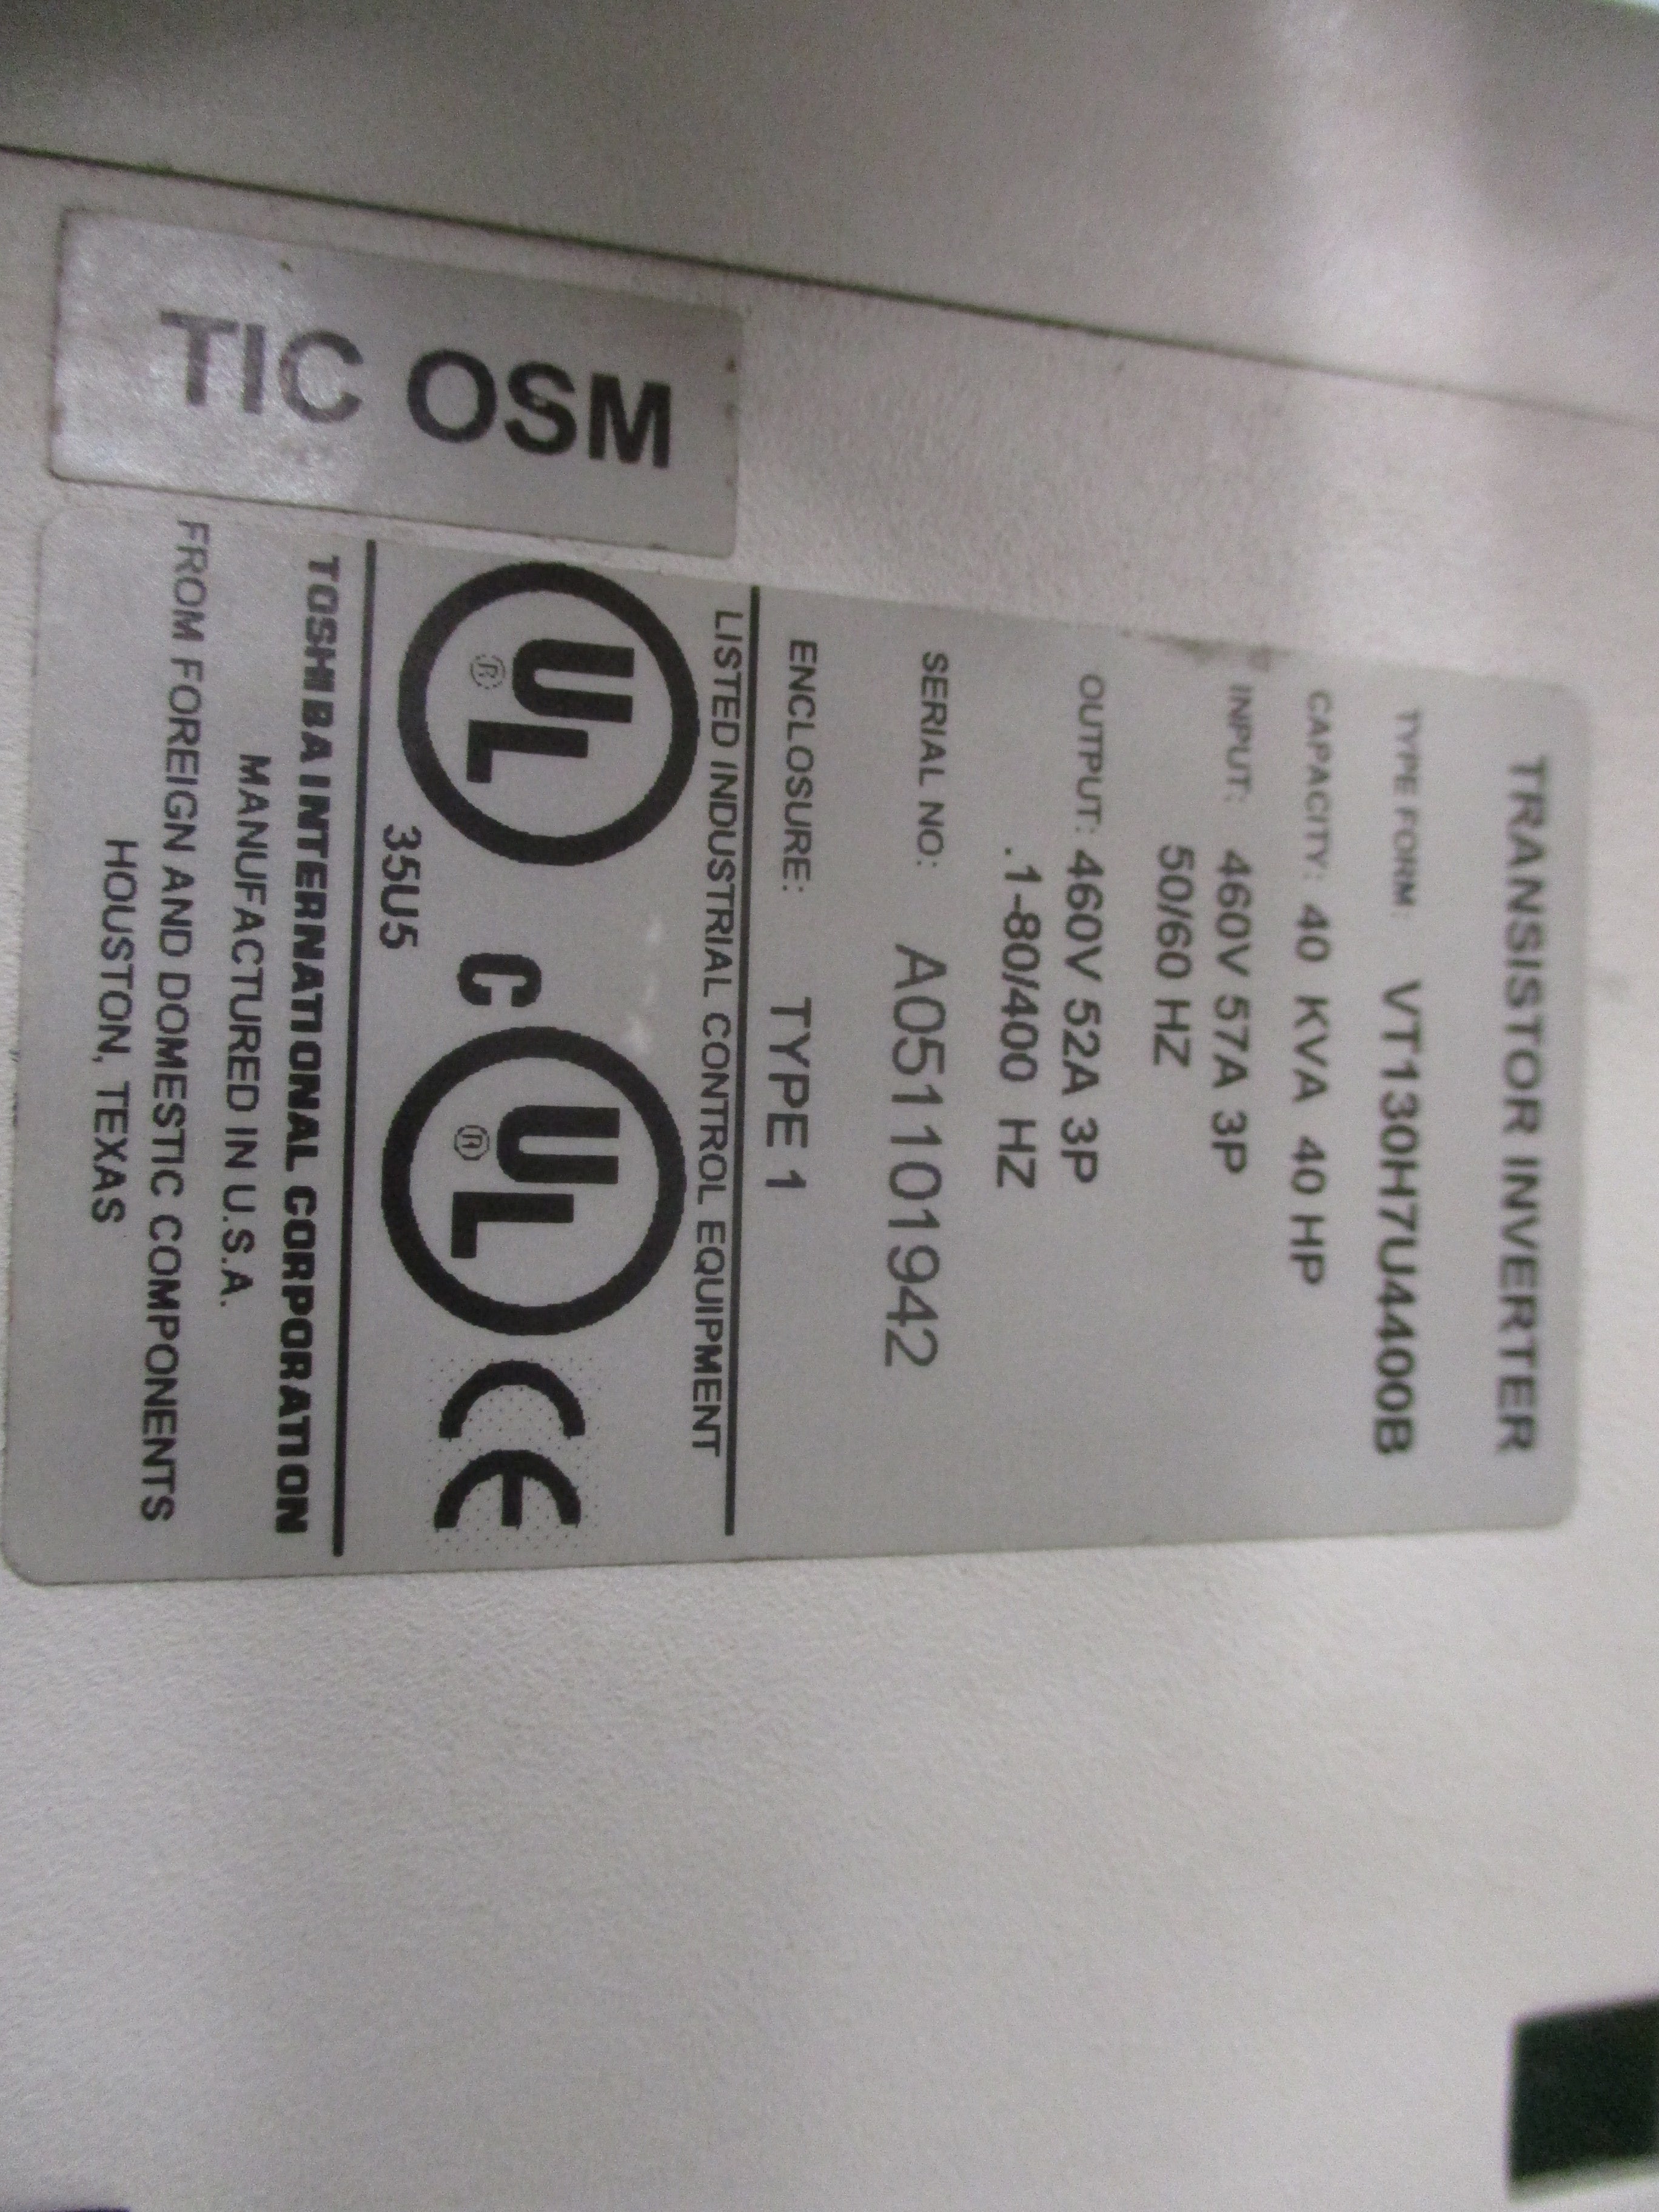 TRANSISTOR INVERTER
TYPE FORM: VT130H7U4400B
CAPACITY: 40 KVA 40 HP
INPUT: 460V 57A 3P
50/60 HZ
OUTPUT: 460V 52A 3P
.1-80/400 HZ
SERIAL NO: A051101942
ENCLOSURE: TYPE 1
LISTED INDUSTRIAL CONTROL EQUIPMENT
UL® C UL® CE
35U5
TOSHIBA INTERNATIONAL CORPORATION
MANUFACTURED IN U.S.A.
FROM FOREIGN AND DOMESTIC COMPONENTS
HOUSTON, TEXAS
TIC OSM